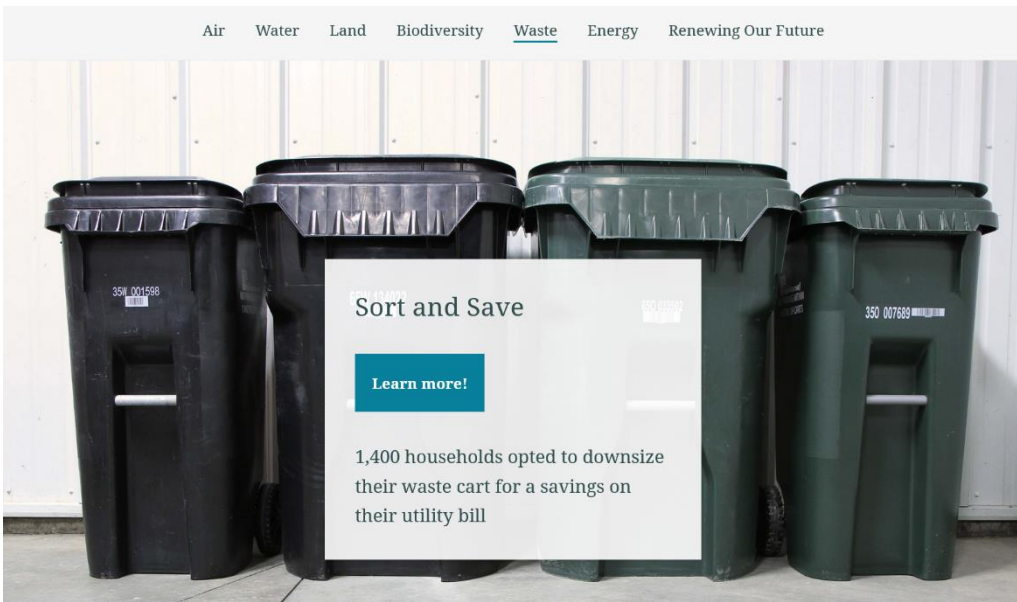 Air Water Land Biodiversity Waste Energy Renewing Our Future
35W 001598
350 007689
Sort and Save
Learn more!
1,400 households opted to downsize
their waste cart for a savings on
their utility bill